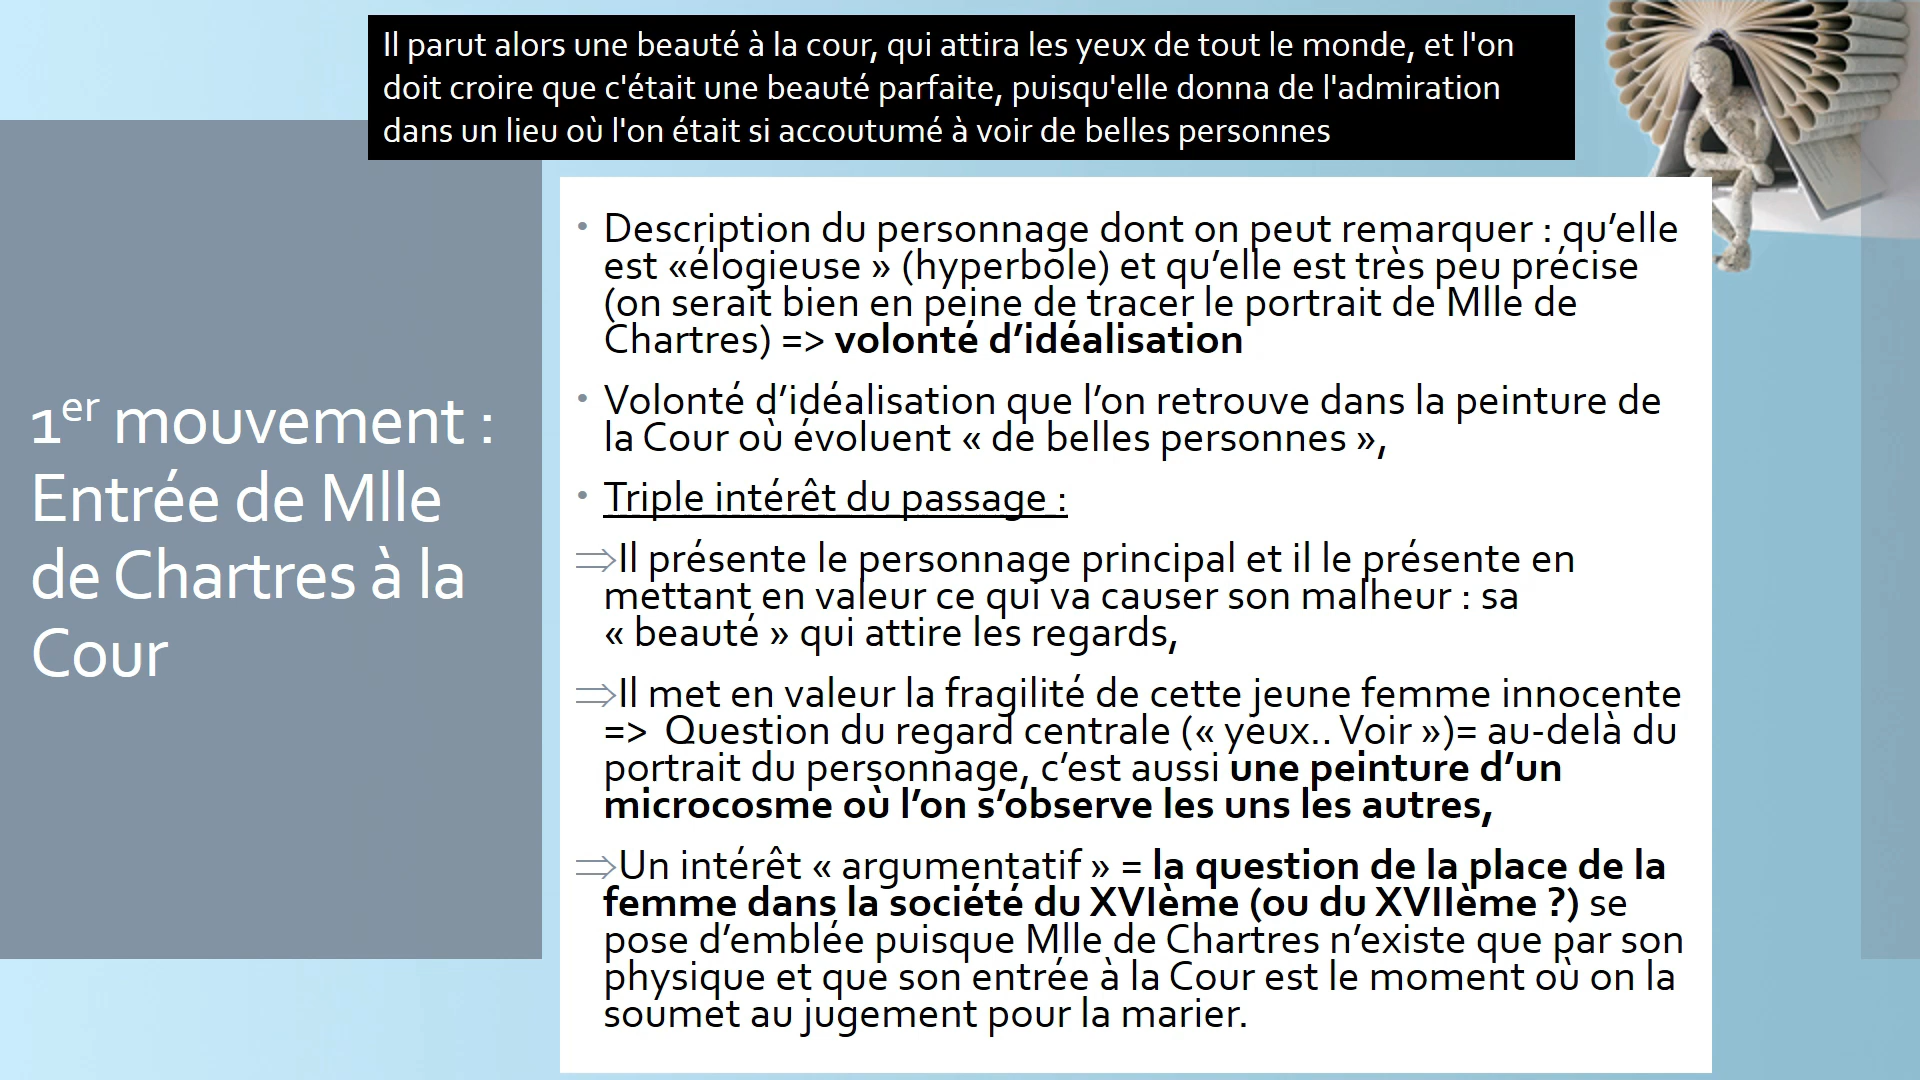 Il parut alors une beauté à la cour, qui attira les yeux de tout le monde, et l'on
doit croire que c'était une beauté parfaite, puisqu'elle donna de l'admiration
dans un lieu où l'on était si accoutumé à voir de belles personnes
1er mouvement :
Entrée de Mlle
de Chartres à la
Cour
• Description du personnage dont on peut remarquer : qu’elle
est «élogieuse » (hyperbole) et qu’elle est très peu précise
(on serait bien en peine de tracer le portrait de Mlle de
Chartres) => volonté d’idéalisation
• Volonté d’idéalisation que l’on retrouve dans la peinture de
la Cour où évoluent « de belles personnes »,
• Triple intérêt du passage :
⇒Il présente le personnage principal et il le présente en
mettant en valeur ce qui va causer son malheur : sa
« beauté » qui attire les regards,
⇒Il met en valeur la fragilité de cette jeune femme innocente
=> Question du regard centrale (« yeux.. Voir »)= au-delà du
portrait du personnage, c’est aussi une peinture d’un
microcosme où l’on s’observe les uns les autres,
⇒Un intérêt « argumentatif » = la question de la place de la
femme dans la société du XVIème (ou du XVIIème ?) se
pose d’emblée puisque Mlle de Chartres n’existe que par son
physique et que son entrée à la Cour est le moment où on la
soumet au jugement pour la marier.